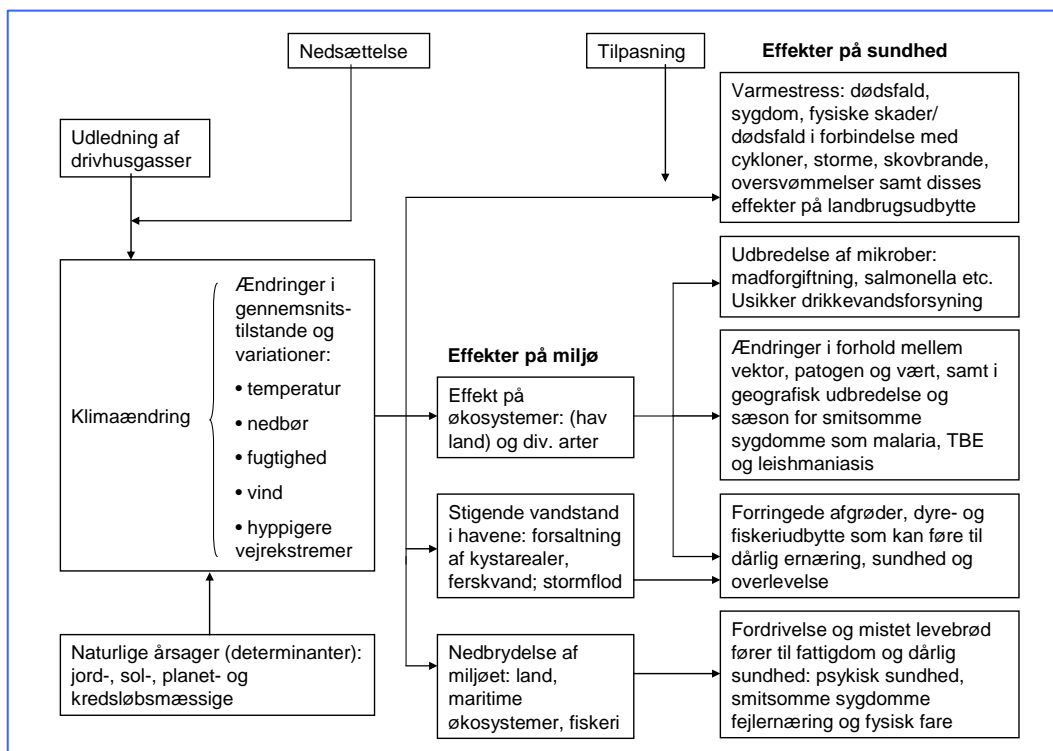 Nedsættelse
Tilpasning
Effekter på sundhed
Udledning af
drivhusgasser
Varmestress: dødsfald,
sygdom, fysiske skader/
dødsfald i forbindelse med
cykloner, storme, skovbrande,
oversvømmelser samt disses
effekter på landbrugsudbytte
Klimaændring
Ændringer i
gennemsnits-
tilstande og
variationer:
• temperatur
• nedbør
• fugtighed
• vind
• hyppigere
vejrekstremer
Naturlige årsager (determinanter):
jord-, sol-, planet- og
kredsløbsmæssige
Effekter på miljø
Effekt på
økosystemer: (hav
land) og div. arter
Stigende vandstand
i havene: forsaltning
af kystarealer,
ferskvand; stormflod
Nedbrydelse af
miljøet: land,
maritime
økosystemer, fiskeri
Udbredelse af mikrober:
madforgiftning, salmonella etc.
Usikker drikkevandsforsyning
Ændringer i forhold mellem
vektor, patogen og vært, samt i
geografisk udbredelse og
sæson for smitsomme
sygdomme som malaria, TBE
og leishmaniasis
Forringede afgrøder, dyre- og
fiskeriudbytte som kan føre til
dårlig ernæring, sundhed og
overlevelse
Fordrivelse og mistet levebrød
fører til fattigdom og dårlig
sundhed: psykisk sundhed,
smitsomme sygdomme
fejlernæring og fysisk fare